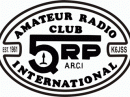 AMATEUR RADIO
CLUB
EST. 1961
K6JSS
5RP
A.R.C.I
INTERNATIONAL